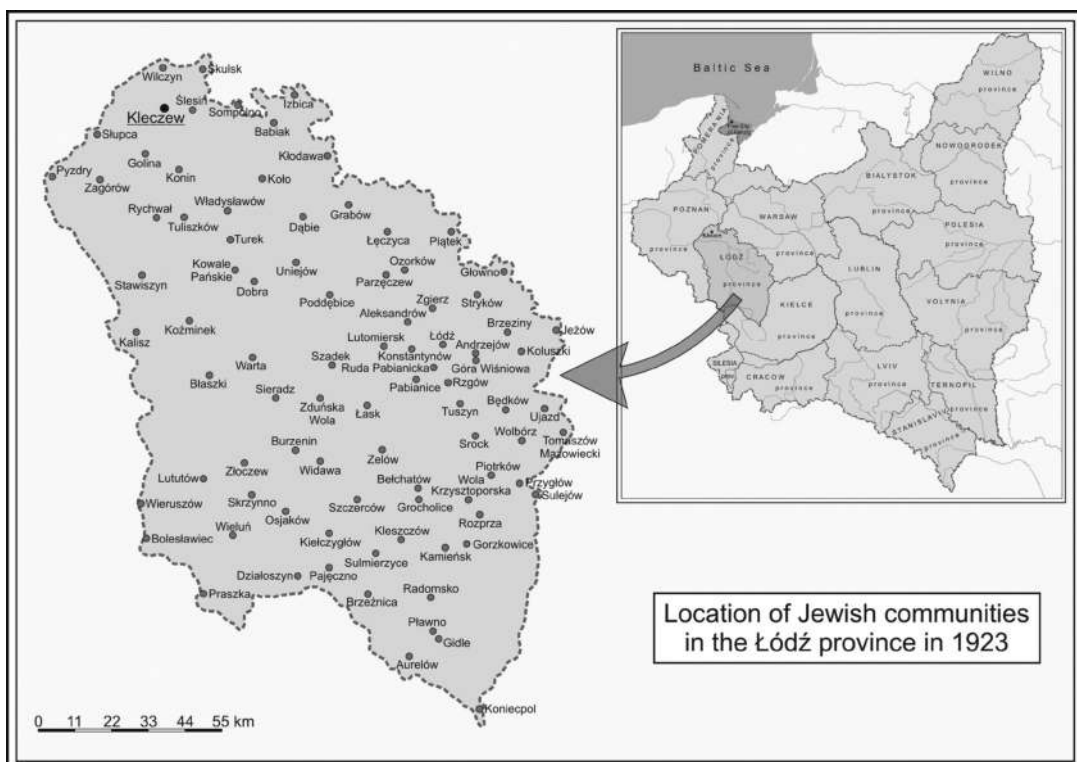 Wilczyn
Skulsk
Ślesin
Kleczew
Sompolno
Izbica
Babiak
Słupca
Golina
Konin
Kłodawa
Pyzdry
Zagórów
Koło
Rychwał
Tuliszków
Władysławów
Turek
Dąbie
Grabów
Łęczyca
Piątek
Kowale
Pańskie
Dobra
Uniejów
Ozorków
Parzęczew
Głowno
Stawiszyn
Poddębice
Zgierz
Stryków
Aleksandrów
Koźminek
Kalisz
Lutomiersk
Łódź
Brzeziny
Jeżów
Andrzejów
Koluszki
Konstantynów
Warta
Szadek
Ruda Pabianicka
Góra Wiśniowa
Błaszki
Sieradz
Pabianice
Rzgów
Zduńska
Wola
Łask
Tuszyn
Będków
Ujazd
Burzenin
Srock
Wolbórz
Tomaszów
Mazowiecki
Złoczew
Widawa
Zelów
Piotrków
Lututów
Bełchatów
Wola
Krzysztoporska
Przygłów
Sulejów
Wieruszów
Skrzynno
Szczerców
Grocholice
Osjaków
Rozprza
Bolesławiec
Wieluń
Kiełczygłów
Kleszczów
Kamieńsk
Gorzkowice
Sulmierzyce
Działoszyn
Pajęczno
Praszka
Brzeźnica
Radomsko
Pławno
Gidle
Aurelów
Koniecpol
0 11 22 33 44 55 km
Baltic Sea
WILNO
province
POMERANIA
province
NOWOGRODEK
province
BIALYSTOK
province
POZNAN
province
WARSAW
province
POLESIA
province
ŁÓDŹ
province
LUBLIN
province
KIELCE
province
VOLYNIA
province
SILESIA
CRACOW
province
LVIV
province
TERNOPIL
province
STANISLAVIV
province
Location of Jewish communities
in the Łódź province in 1923